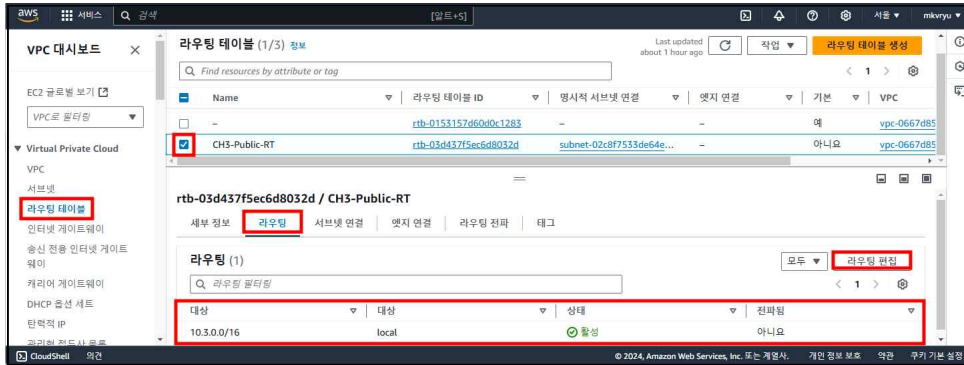 aws 서비스 검색 [알트+S] 서울 ▼ mkvryu ▼
VPC 대시보드 ×
EC2 글로벌 보기
VPC로 필터링 ▼
▼ Virtual Private Cloud
VPC
서브넷
라우팅 테이블
인터넷 게이트웨이
송신 전용 인터넷 게이트
웨이
캐리어 게이트웨이
DHCP 옵션 세트
탄력적 IP
관리형 접두사 목록
라우팅 테이블 (1/3) 정보
Last updated
about 1 hour ago
작업 ▼
라우팅 테이블 생성
Find resources by attribute or tag
< 1 >
Name 라우팅 테이블 ID 명시적 서브넷 연결 엣지 연결 기본 VPC
– rtb-0153157d60d0c1283 – – 예 vpc-0667d85
CH3-Public-RT rtb-03d437f5ec6d8032d subnet-02c8f7533de64e... – 아니요 vpc-0667d85
rtb-03d437f5ec6d8032d / CH3-Public-RT
세부 정보 라우팅 서브넷 연결 엣지 연결 라우팅 전파 태그
라우팅 (1)
모두 ▼
라우팅 편집
라우팅 필터링
< 1 >
대상 대상 상태 전파됨
10.3.0.0/16 local 활성 아니요
CloudShell 의견 © 2024, Amazon Web Services, Inc. 또는 계열사. 개인 정보 보호 약관 쿠키 기본 설정